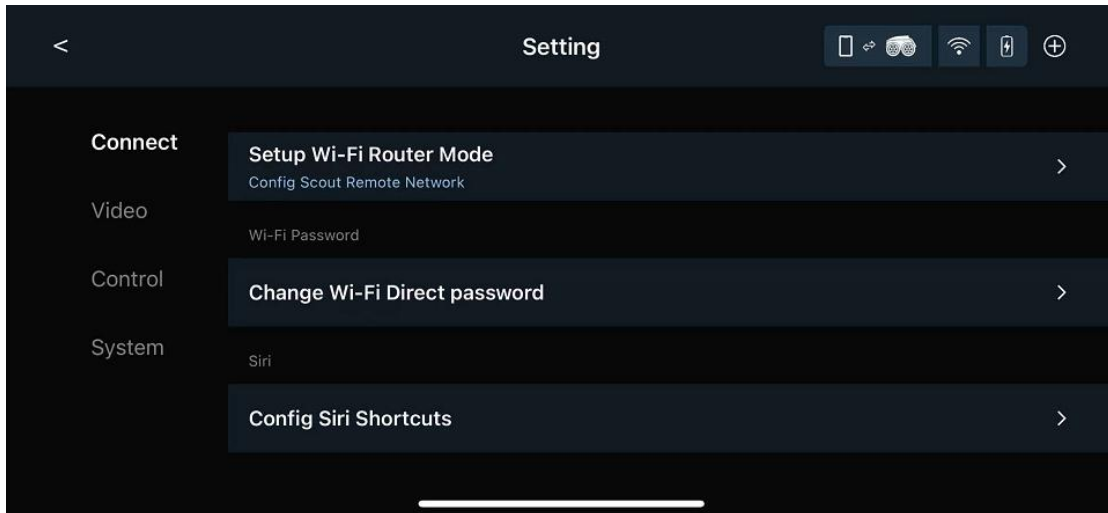 <
Setting
Connect
Video
Control
System
Setup Wi-Fi Router Mode
Config Scout Remote Network
Wi-Fi Password
Change Wi-Fi Direct password
Siri
Config Siri Shortcuts